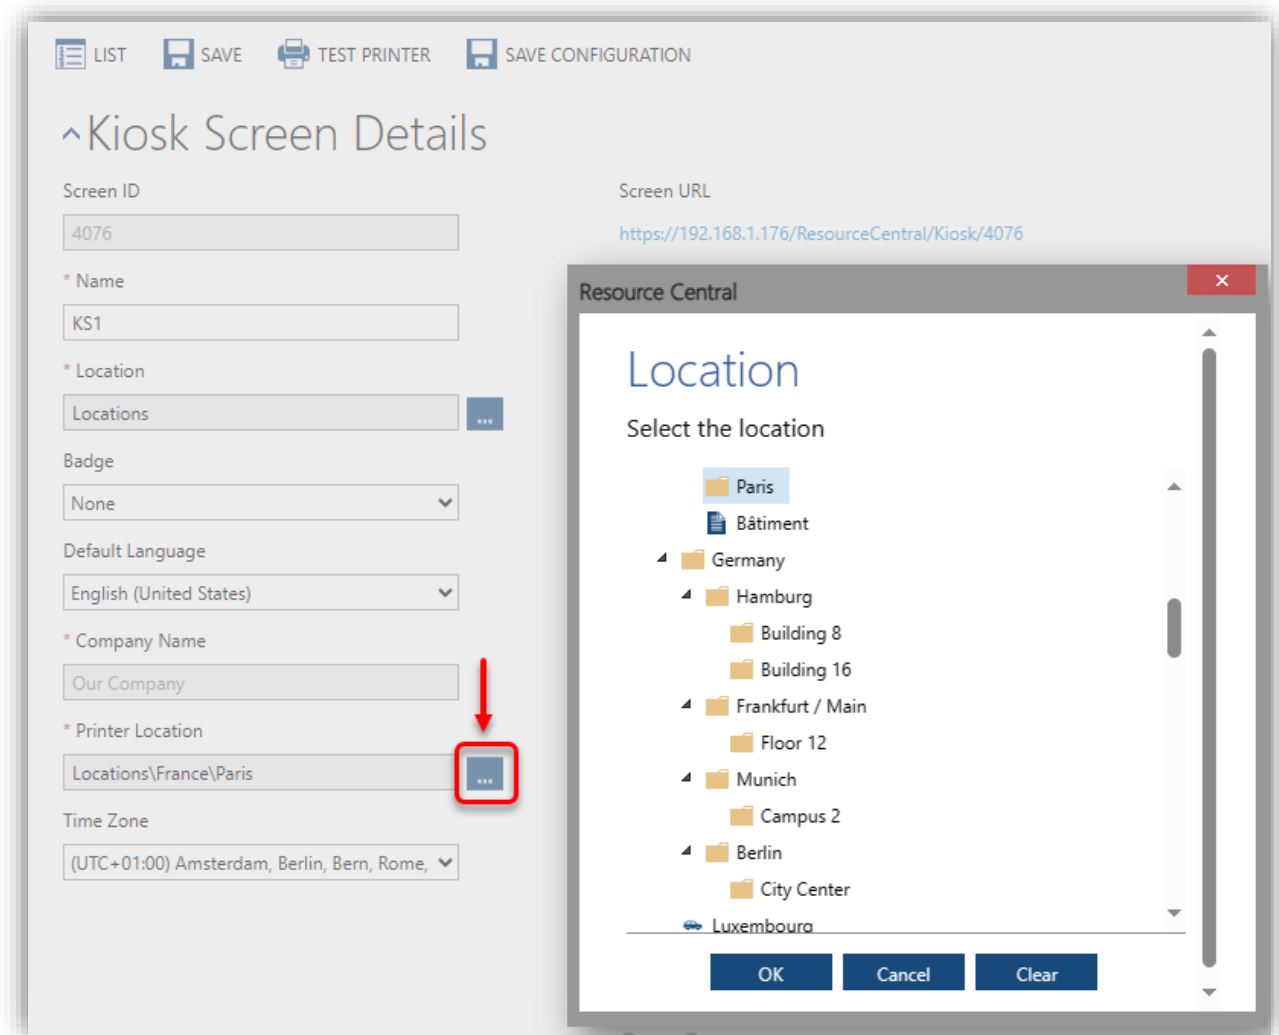 LIST SAVE TEST PRINTER SAVE CONFIGURATION
Kiosk Screen Details
Screen ID
4076
* Name
KS1
* Location
Locations
...
Badge
None
Default Language
English (United States)
* Company Name
Our Company
* Printer Location
Locations\France\Paris
...
Time Zone
(UTC+01:00) Amsterdam, Berlin, Bern, Rome,
Screen URL
https://192.168.1.176/ResourceCentral/Kiosk/4076
Resource Central
Location
Select the location
Paris
Bâtiment
Germany
Hamburg
Building 8
Building 16
Frankfurt / Main
Floor 12
Munich
Campus 2
Berlin
City Center
Luxembourg
OK Cancel Clear